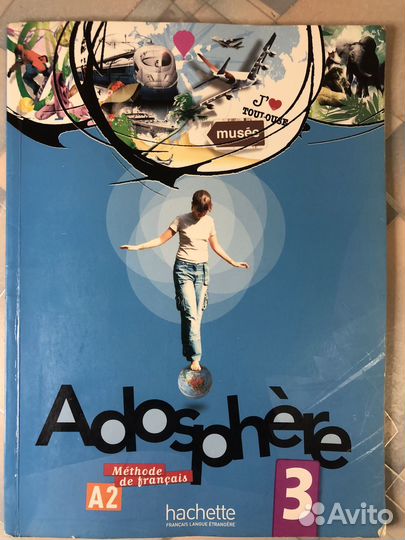 J'❤
TOULOUSE
musée
Adosphère
Méthode
de français
A2
3
hachette
FRANÇAIS LANGUE ÉTRANGÈRE
Avito